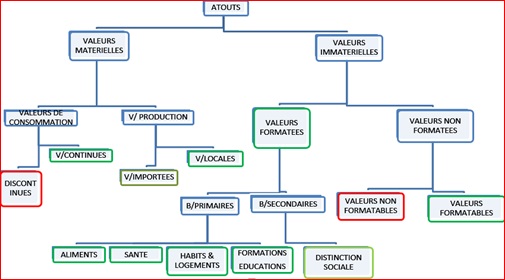 ATOUTS
VALEURS
MATERIELLES
VALEURS
IMMATERIELLES
VALEURS DE
CONSOMMATION
V/ PRODUCTION
VALEURS
FORMATEES
VALEURS NON
FORMATEES
V/CONTINUES
V/LOCALES
DISCONT
INUES
V/IMPORTEES
B/PRIMAIRES
B/SECONDAIRES
VALEURS NON
FORMATABLES
VALEURS
FORMATABLES
ALIMENTS
SANTE
HABITS &
LOGEMENTS
FORMATIONS
EDUCATIONS
DISTINCTION
SOCIALE